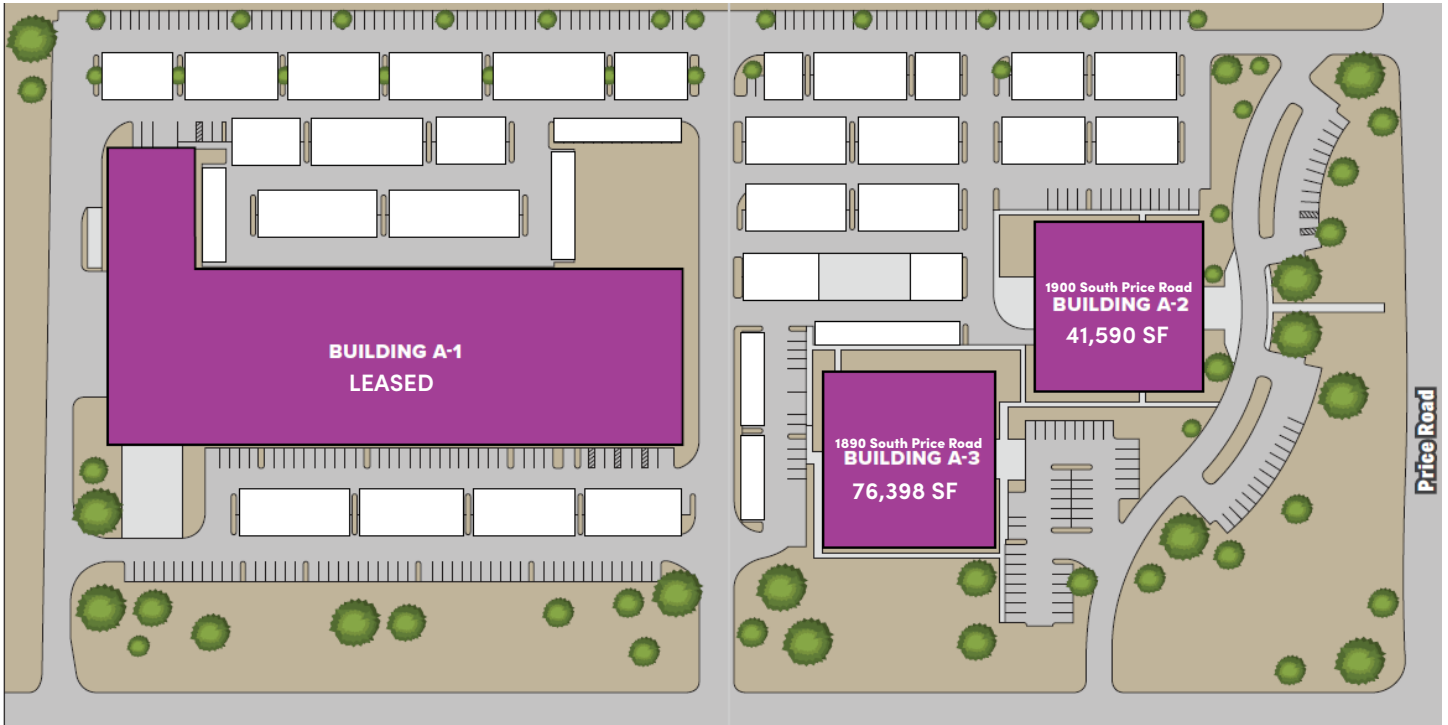 BUILDING A-1
LEASED
1900 South Price Road
BUILDING A-2
41,590 SF
1890 South Price Road
BUILDING A-3
76,398 SF
Price Road